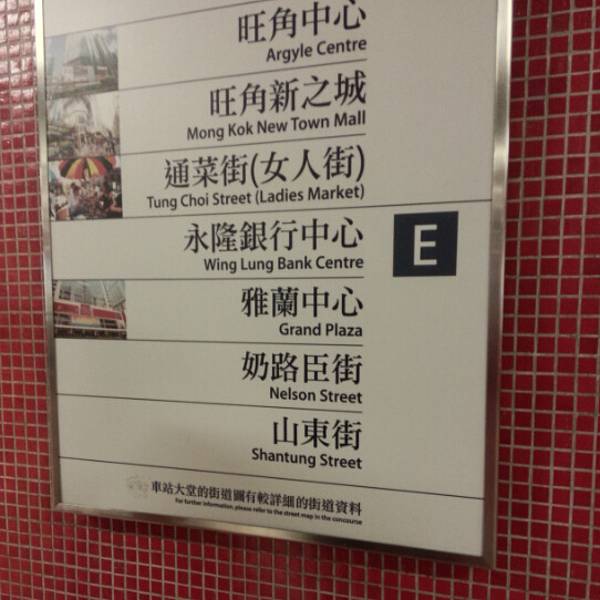 旺角中心
Argyle Centre
旺角新之城
Mong Kok New Town Mall
通菜街(女人街)
Tung Choi Street (Ladies Market)
永隆銀行中心
Wing Lung Bank Centre
E
雅蘭中心
Grand Plaza
奶路臣街
Nelson Street
山東街
Shantung Street
車站大堂的街道圖有較詳細的街道資料
For further information, please refer to the street map in the concourse